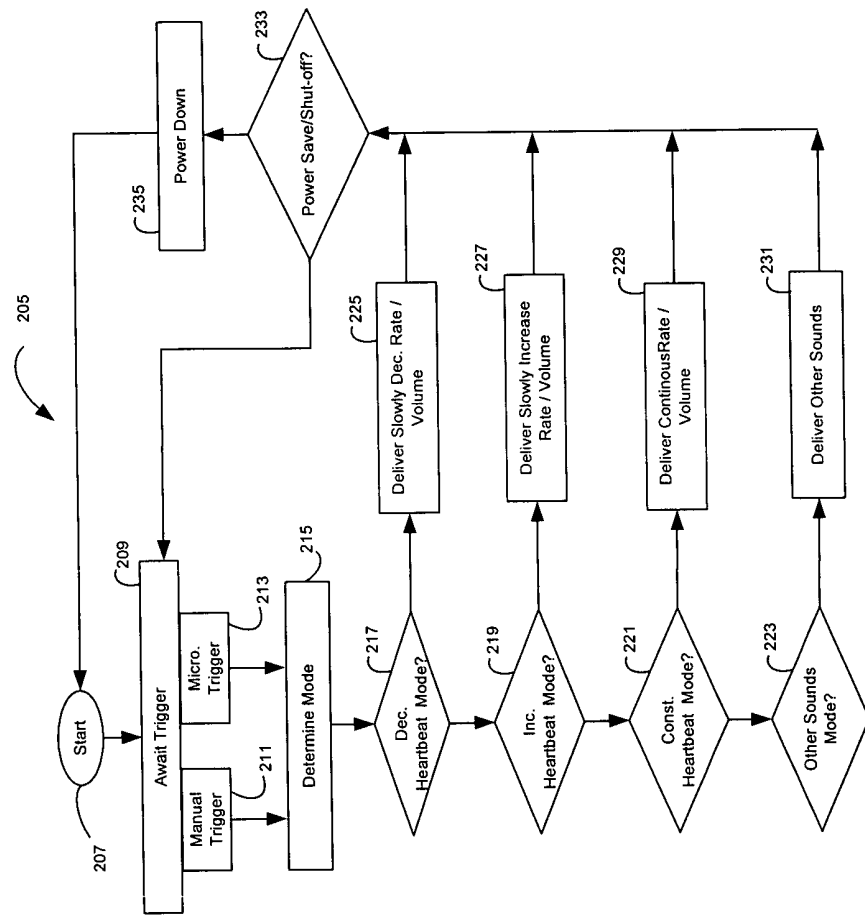 205
207
Start
209
Await Trigger
211
Manual
Trigger
213
Micro.
Trigger
215
Determine Mode
217
Dec.
Heartbeat Mode?
219
Inc.
Heartbeat Mode?
221
Const.
Heartbeat Mode?
223
Other Sounds
Mode?
225
Deliver Slowly Dec. Rate /
Volume
227
Deliver Slowly Increase
Rate / Volume
229
Deliver ContinousRate /
Volume
231
Deliver Other Sounds
233
Power Save/Shut-off?
235
Power Down